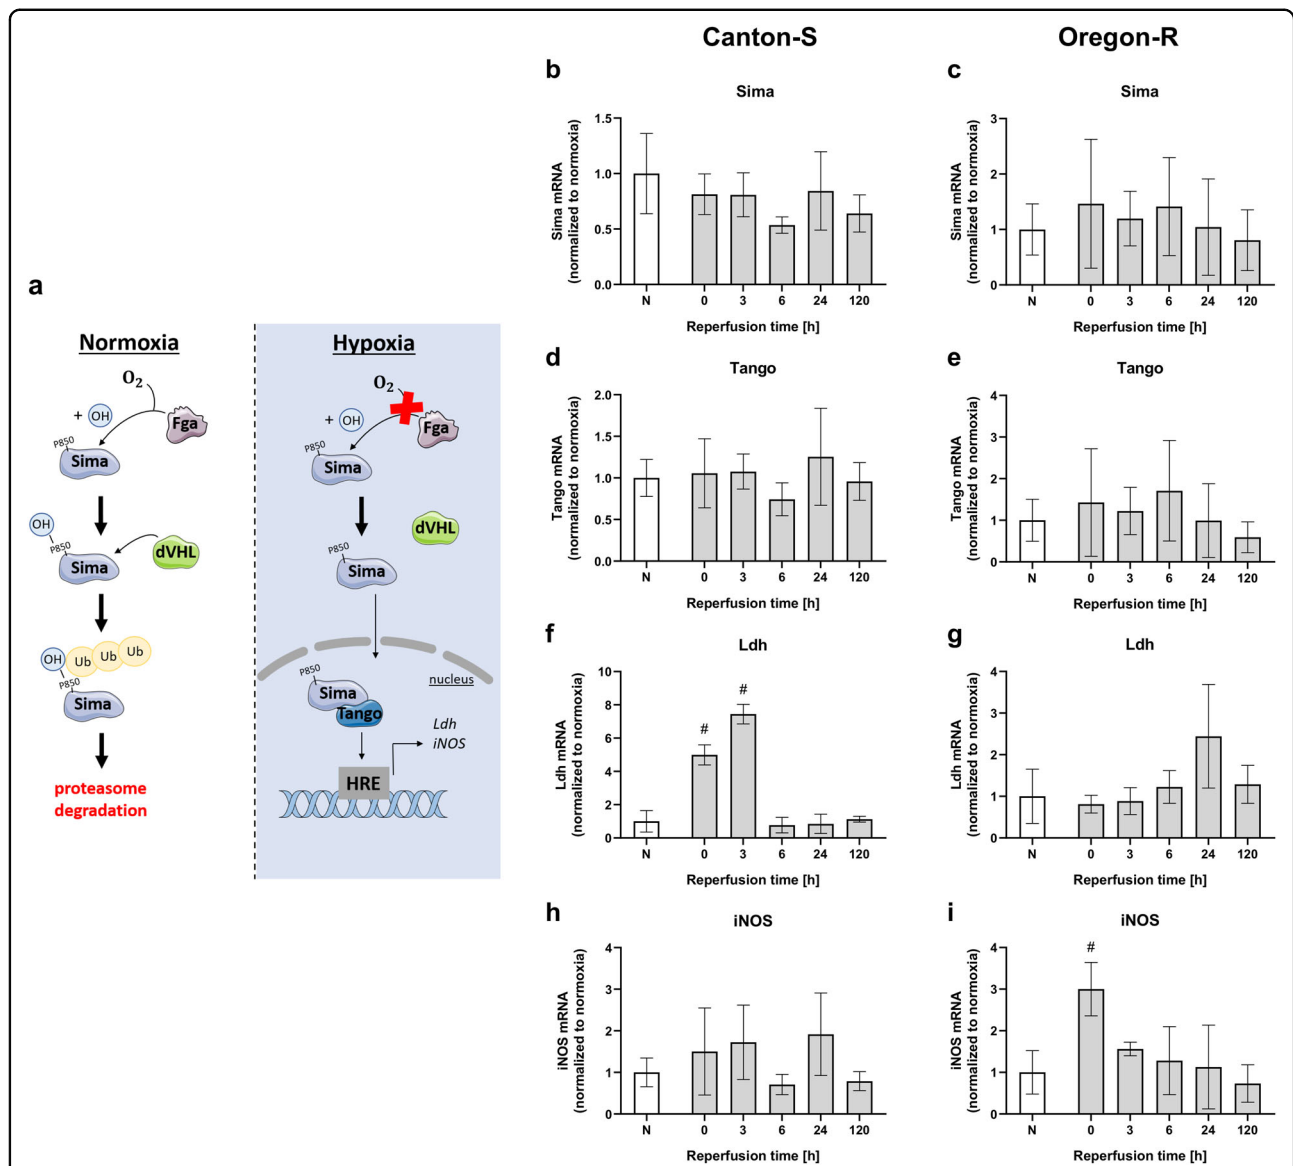 Canton-S
Oregon-R
a
Normoxia
O2
+ OH
Fga
P850
Sima
OH
P850
Sima
dVHL
OH Ub Ub Ub
P850
Sima
proteasome
degradation
Hypoxia
O2
+ OH
Fga
P850
Sima
dVHL
P850
Sima
nucleus
P850
Sima
Tango
Ldh
iNOS
HRE
b
Sima
Sima mRNA
(normalized to normoxia)
1.5
1.0
0.5
0.0
N 0 3 6 24 120
Reperfusion time [h]
c
Sima
Sima mRNA
(normalized to normoxia)
3
2
1
0
N 0 3 6 24 120
Reperfusion time [h]
d
Tango
Tango mRNA
(normalized to normoxia)
2.0
1.5
1.0
0.5
0.0
N 0 3 6 24 120
Reperfusion time [h]
e
Tango
Tango mRNA
(normalized to normoxia)
4
3
2
1
0
N 0 3 6 24 120
Reperfusion time [h]
f
Ldh
Ldh mRNA
(normalized to normoxia)
10
8
6
4
2
0
# #
N 0 3 6 24 120
Reperfusion time [h]
g
Ldh
Ldh mRNA
(normalized to normoxia)
4
3
2
1
0
N 0 3 6 24 120
Reperfusion time [h]
h
iNOS
iNOS mRNA
(normalized to normoxia)
4
3
2
1
0
N 0 3 6 24 120
Reperfusion time [h]
i
iNOS
iNOS mRNA
(normalized to normoxia)
4
3
2
1
0
#
N 0 3 6 24 120
Reperfusion time [h]